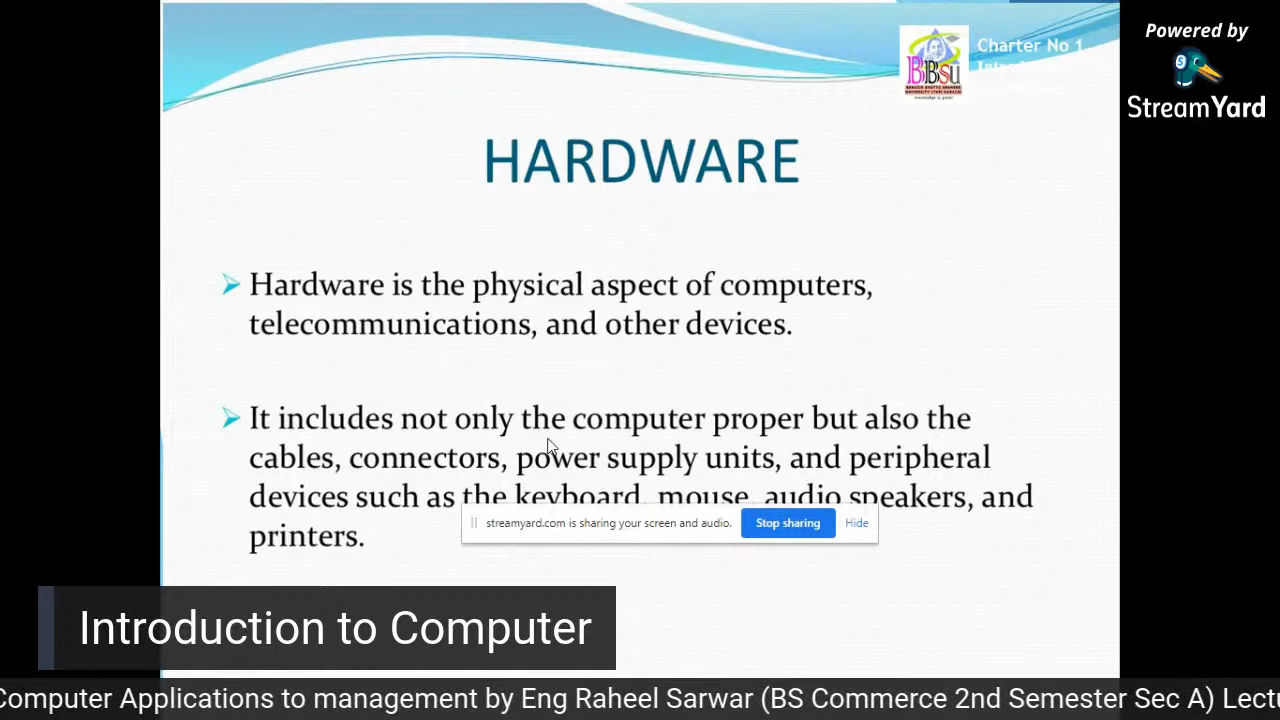 Powered by
StreamYard
BBSU
Charter No 1
HARDWARE
Hardware is the physical aspect of computers,
telecommunications, and other devices.
It includes not only the computer proper but also the
cables, connectors, power supply units, and peripheral
devices such as the keyboard, mouse, audio speakers, and
printers.
streamyard.com is sharing your screen and audio.
Stop sharing
Hide
Introduction to Computer
Computer Applications to management by Eng Raheel Sarwar (BS Commerce 2nd Semester Sec A) Lectu